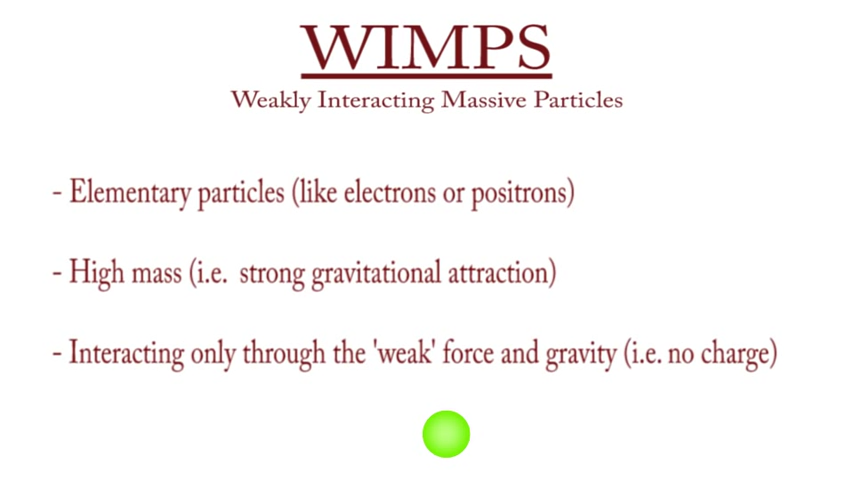 WIMPS
Weakly Interacting Massive Particles
- Elementary particles (like electrons or positrons)
- High mass (i.e. strong gravitational attraction)
- Interacting only through the 'weak' force and gravity (i.e. no charge)